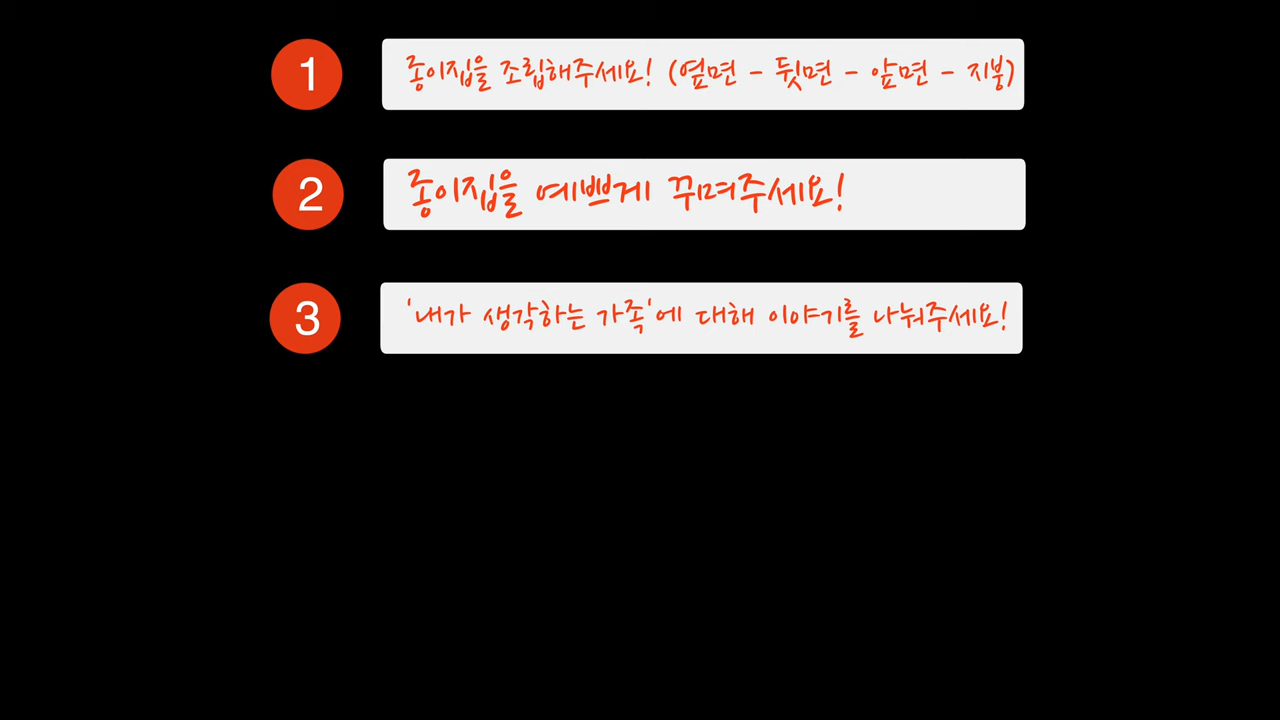 1 종이집을 조립해주세요! (옆면 - 뒷면 - 앞면 - 지붕)
2 종이집을 예쁘게 꾸며주세요!
3 '내가 생각하는 가족'에 대해 이야기를 나눠주세요!